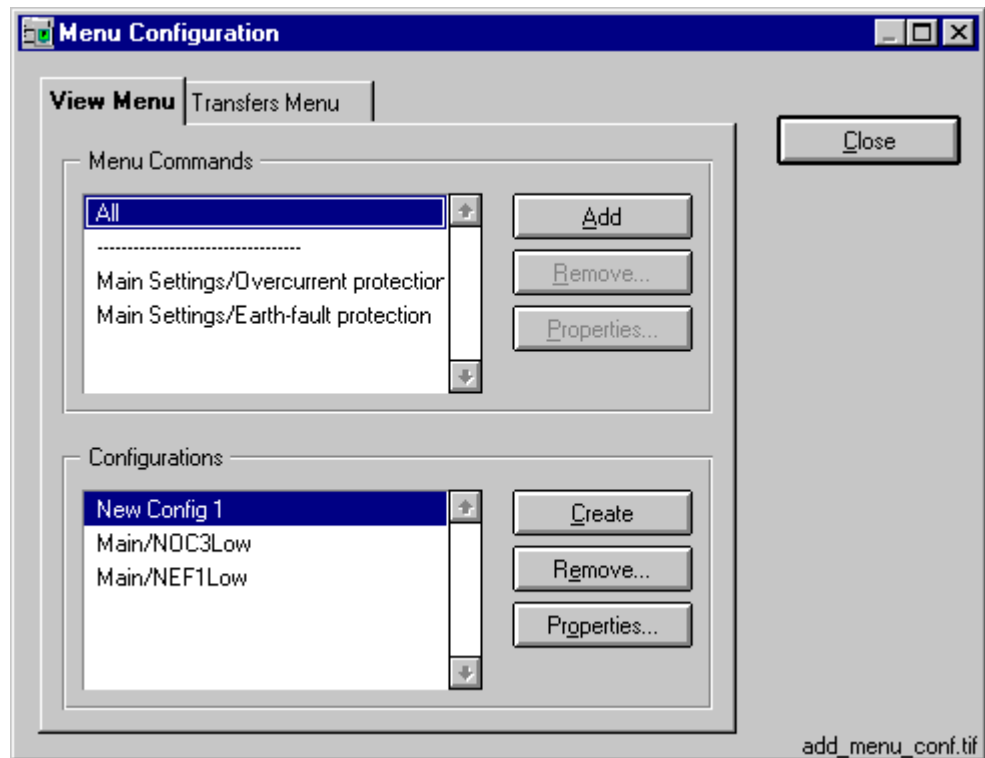 Menu Configuration
View Menu
Transfers Menu
Close
Menu Commands
All
----------------------------------
Main Settings/Overcurrent protection
Main Settings/Earth-fault protection
Add
Remove...
Properties...
Configurations
New Config 1
Main/NOC3Low
Main/NEF1Low
Create
Remove...
Properties...
add_menu_conf.tif